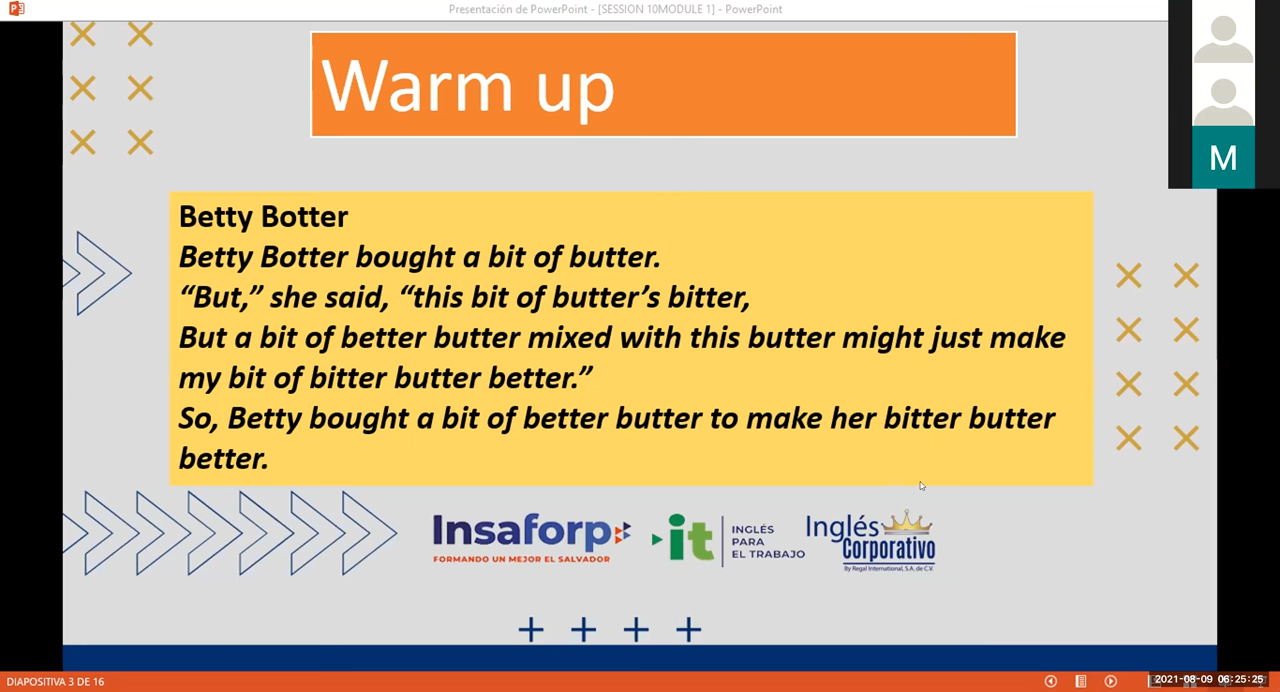 Presentación de PowerPoint - [SESSION 10MODULE 1] - PowerPoint
Warm up
M
Betty Botter
Betty Botter bought a bit of butter.
“But,” she said, “this bit of butter’s bitter,
But a bit of better butter mixed with this butter might just make
my bit of bitter butter better.”
So, Betty bought a bit of better butter to make her bitter butter
better.
Insaforp
FORMANDO UN MEJOR EL SALVADOR
it
INGLÉS
PARA
EL TRABAJO
Inglés
Corporativo
By Regal International, S.A. de C.V.
DIAPOSITIVA 3 DE 16
2021-08-09 06:25:25